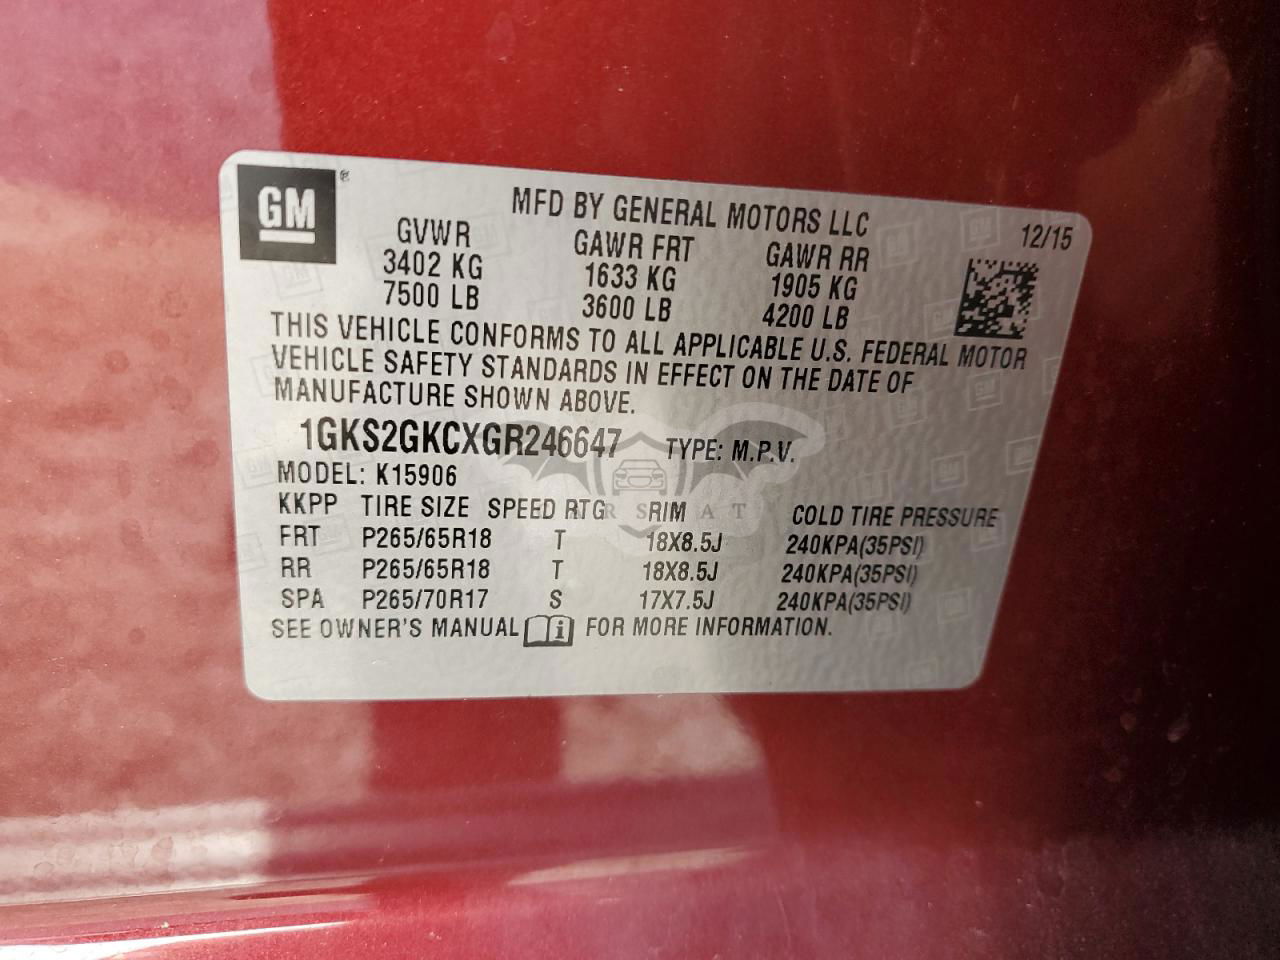 GM ®
MFD BY GENERAL MOTORS LLC 12/15
GVWR GAWR FRT GAWR RR
3402 KG 1633 KG 1905 KG
7500 LB 3600 LB 4200 LB
THIS VEHICLE CONFORMS TO ALL APPLICABLE U.S. FEDERAL MOTOR
VEHICLE SAFETY STANDARDS IN EFFECT ON THE DATE OF
MANUFACTURE SHOWN ABOVE.
1GKS2GKCXGR246647 TYPE: M.P.V.
MODEL: K15906
KKPP TIRE SIZE SPEED RTG RIM COLD TIRE PRESSURE
FRT P265/65R18 T 18X8.5J 240KPA(35PSI)
RR P265/65R18 T 18X8.5J 240KPA(35PSI)
SPA P265/70R17 S 17X7.5J 240KPA(35PSI)
SEE OWNER'S MANUAL i FOR MORE INFORMATION.